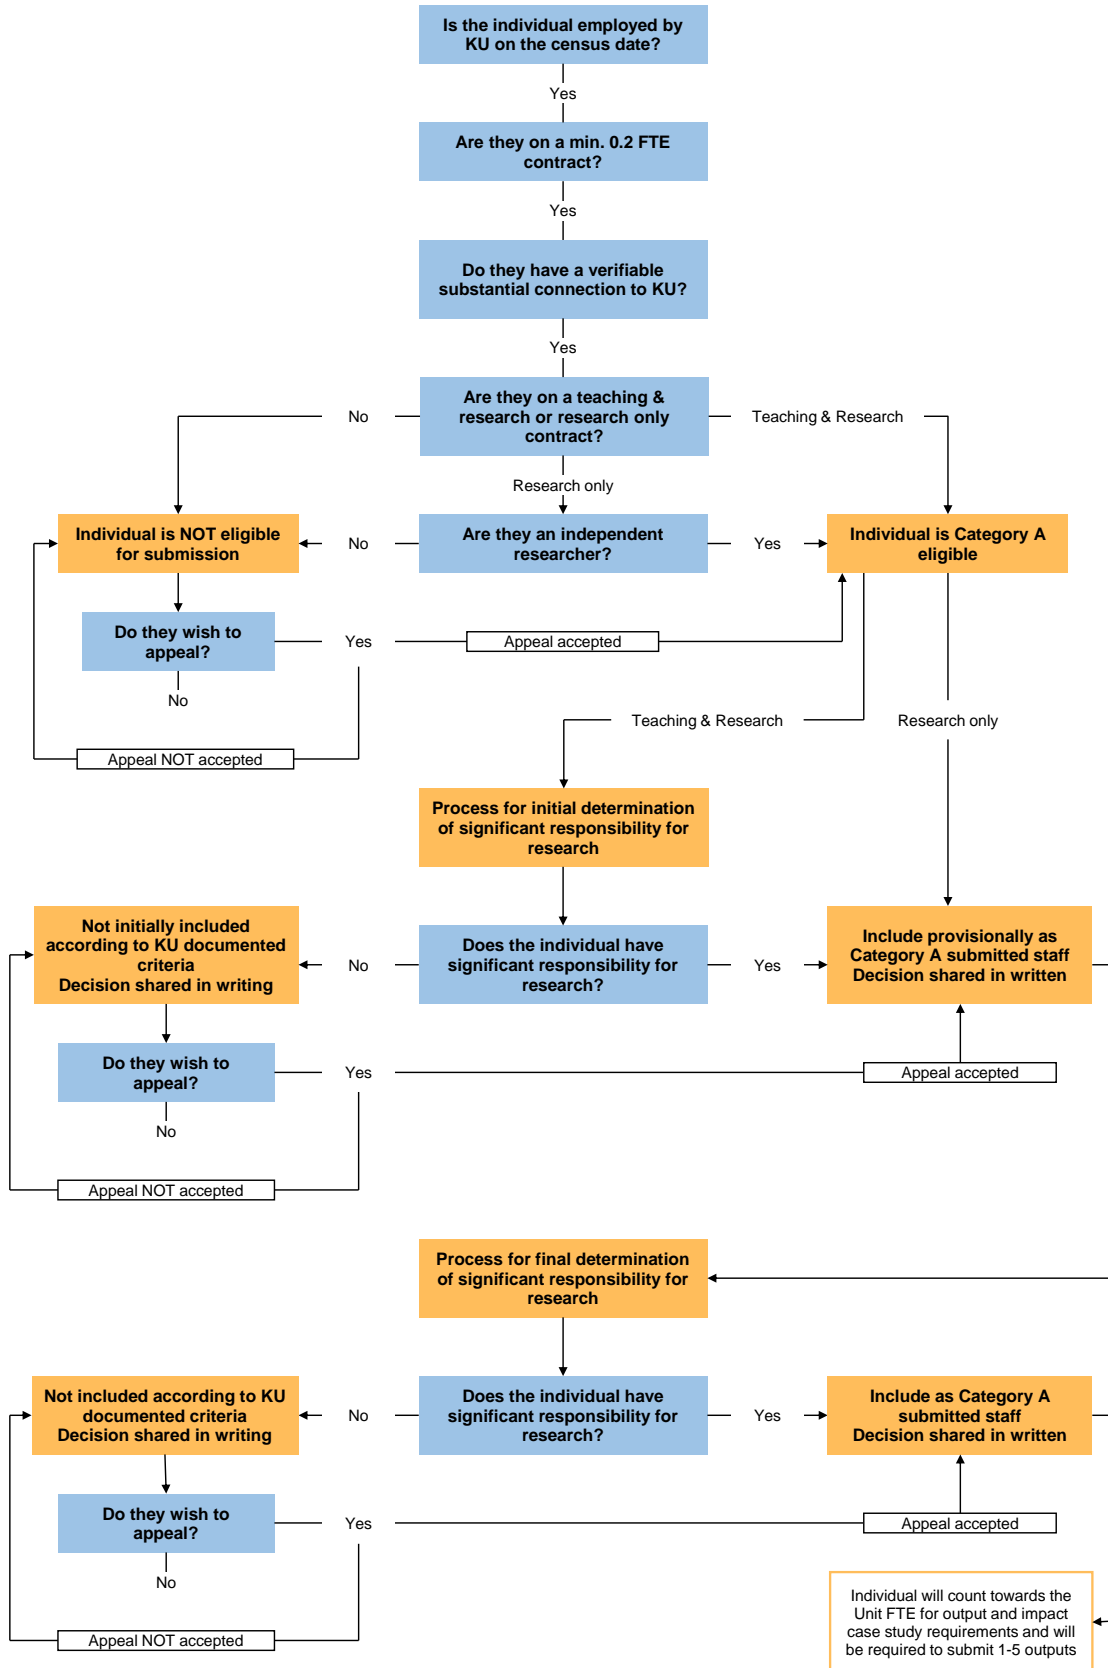 Is the individual employed by
KU on the census date?
Yes
Are they on a min. 0.2 FTE
contract?
Yes
Do they have a verifiable
substantial connection to KU?
Yes
Are they on a teaching &
research or research only
contract?
No
Teaching & Research
Research only
Individual is NOT eligible
for submission
No
Are they an independent
researcher?
Yes
Individual is Category A
eligible
Do they wish to
appeal?
Yes
Appeal accepted
No
Appeal NOT accepted
Teaching & Research
Research only
Process for initial determination
of significant responsibility for
research
Not initially included
according to KU documented
criteria
Decision shared in writing
No
Does the individual have
significant responsibility for
research?
Yes
Include provisionally as
Category A submitted staff
Decision shared in written
Do they wish to
appeal?
Yes
Appeal accepted
No
Appeal NOT accepted
Process for final determination
of significant responsibility for
research
Not included according to KU
documented criteria
Decision shared in writing
No
Does the individual have
significant responsibility for
research?
Yes
Include as Category A
submitted staff
Decision shared in written
Do they wish to
appeal?
Yes
Appeal accepted
No
Appeal NOT accepted
Individual will count towards the
Unit FTE for output and impact
case study requirements and will
be required to submit 1-5 outputs